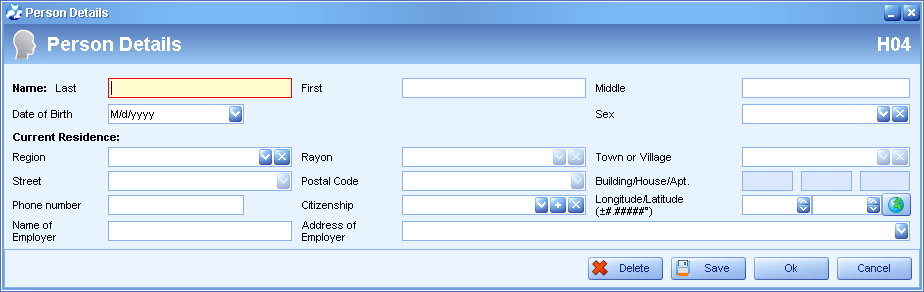 Person Details
Person Details H04
Name: Last First Middle
Date of Birth M/d/yyyy Sex
Current Residence:
Region Rayon Town or Village
Street Postal Code Building/House/Apt.
Phone number Citizenship Longitude/Latitude
(±#.#####°)
Name of Address of
Employer Employer
Delete Save Ok Cancel